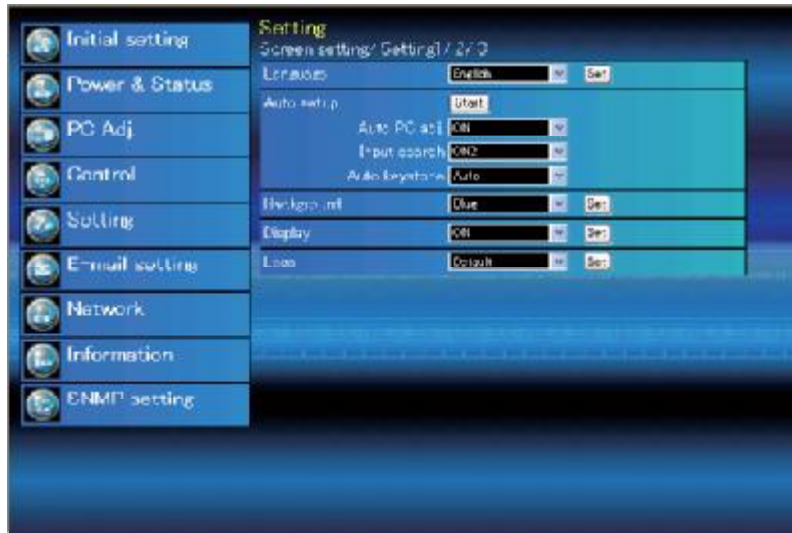 Initial setting
Power & Status
PC Adj.
Control
Setting
E-mail setting
Network
Information
SNMP setting
Setting
Screen setting/ Setting1/ 2/ 3
Language English Set
Auto setup Start
Auto PC adj. ON
Input search ON2
Auto keystone Auto
Background Blue Set
Display ON Set
Logo Default Set